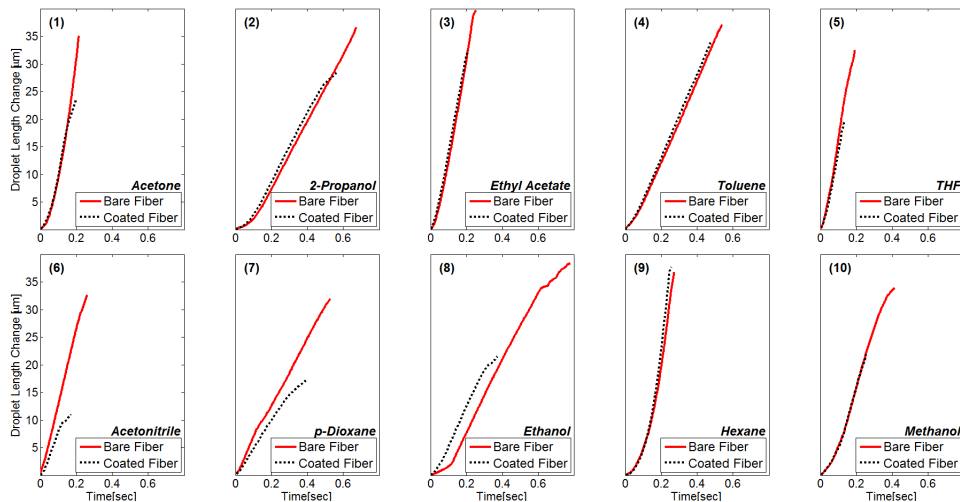 (1) (2) (3) (4) (5)
Droplet Length Change [µm]
35
30
25
20
15
10
5
Acetone 2-Propanol Ethyl Acetate Toluene THF
Bare Fiber Bare Fiber Bare Fiber Bare Fiber Bare Fiber
Coated Fiber Coated Fiber Coated Fiber Coated Fiber Coated Fiber
0 0.2 0.4 0.6 0 0.2 0.4 0.6 0 0.2 0.4 0.6 0 0.2 0.4 0.6 0 0.2 0.4 0.6
(6) (7) (8) (9) (10)
Droplet Length Change [µm]
35
30
25
20
15
10
5
Acetonitrile p-Dioxane Ethanol Hexane Methanol
Bare Fiber Bare Fiber Bare Fiber Bare Fiber Bare Fiber
Coated Fiber Coated Fiber Coated Fiber Coated Fiber Coated Fiber
0 0.2 0.4 0.6 0 0.2 0.4 0.6 0 0.2 0.4 0.6 0 0.2 0.4 0.6 0 0.2 0.4 0.6
Time[sec] Time[sec] Time[sec] Time[sec] Time[sec]